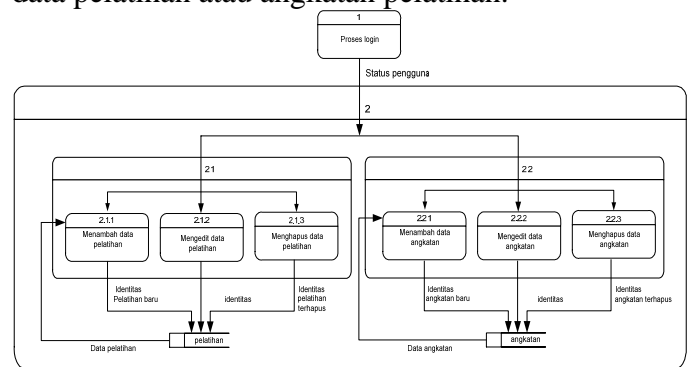 data pelatihan atau angkatan pelatihan.
1
Proses login
Status pengguna
2
2.1
2.1.1
Menambah data
pelatihan
2.1.2
Mengedit data
pelatihan
2.1.3
Menghapus data
pelatihan
Identitas
Pelatihan baru
identitas
Identitas
pelatihan
terhapus
pelatihan
Data pelatihan
2.2
2.2.1
Menambah data
angkatan
2.2.2
Mengedit data
angkatan
2.2.3
Menghapus data
angkatan
Identitas
angkatan baru
identitas
Identitas
angkatan terhapus
angkatan
Data angkatan